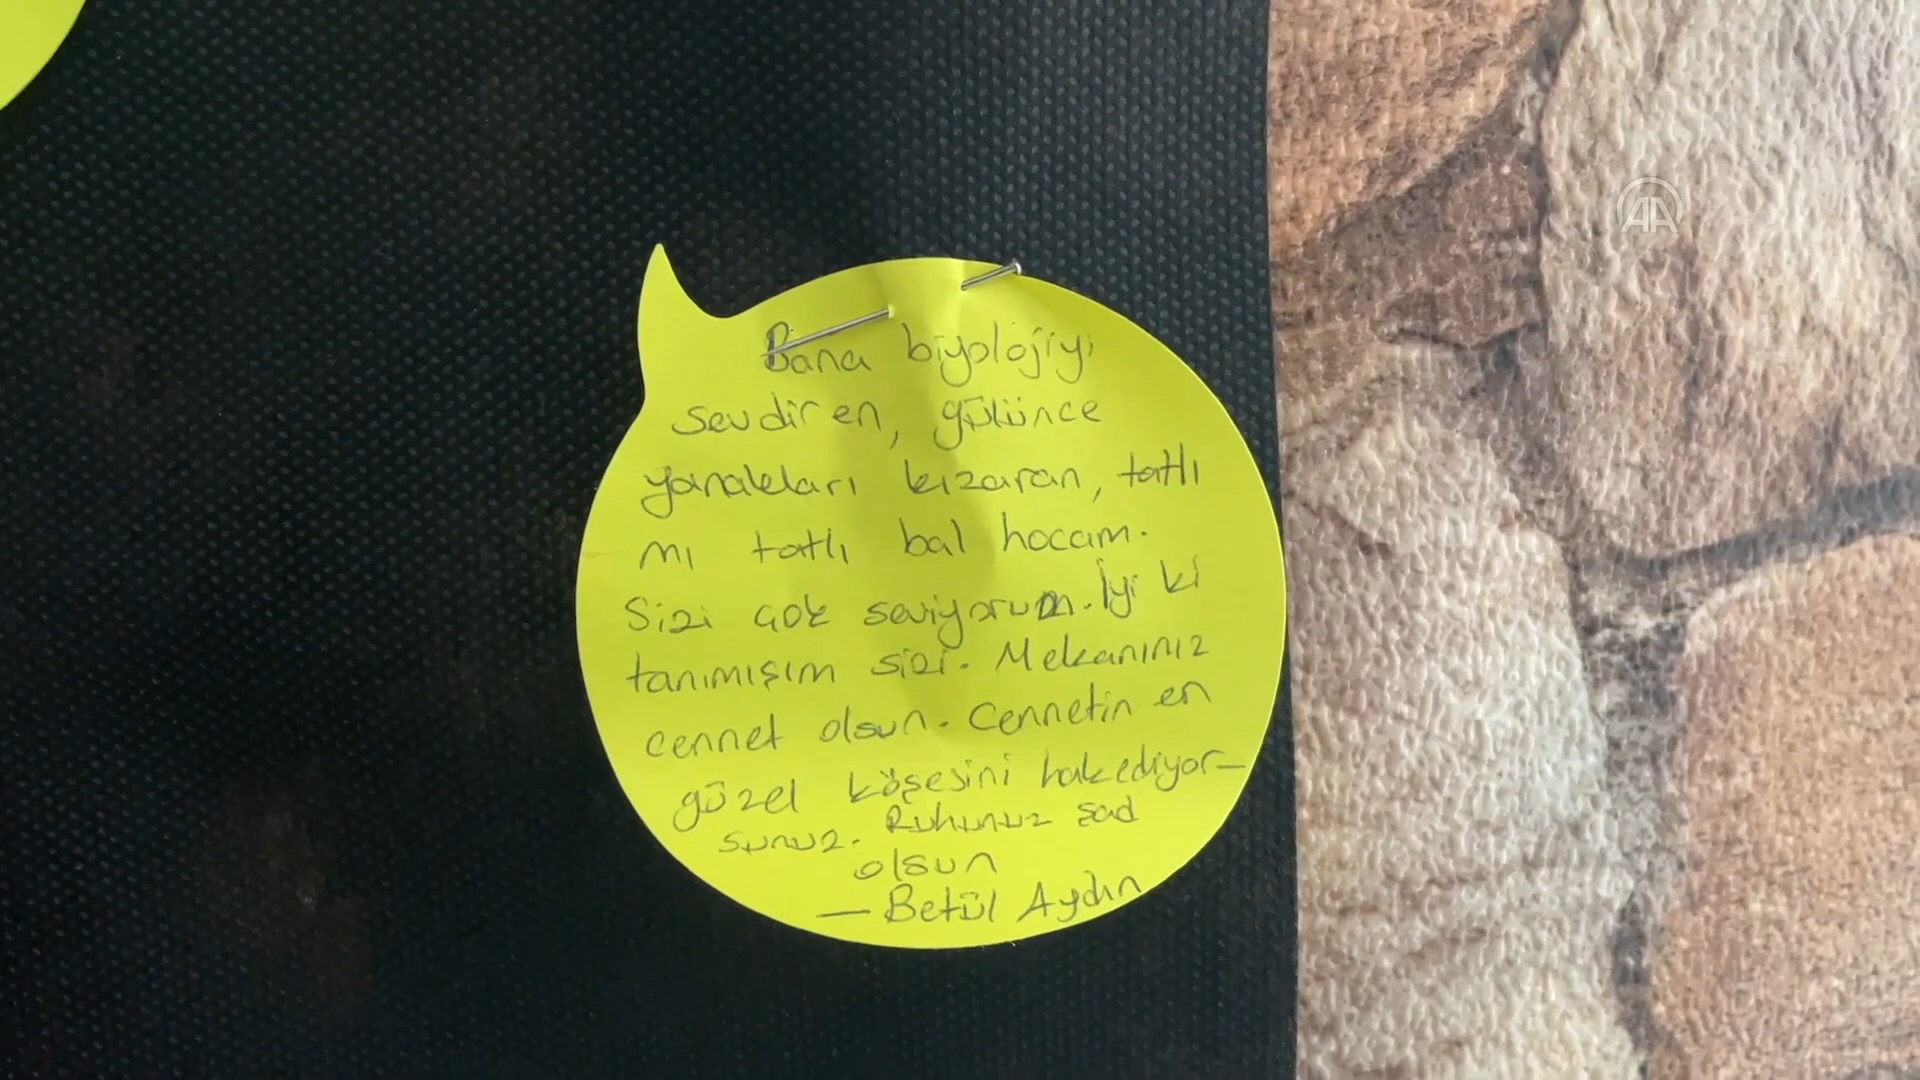 AA
Bana biyolojiyi
sevdiren, gülünce
yanakları kızaran, tatlı
mı tatlı bal hocam.
Sizi çok seviyorum. İyi ki
tanımışım sizi. Mekanınız
cennet olsun. Cennetin en
güzel köşesini hakediyor-
sunuz. Ruhunuz şad
olsun
— Betül Aydın